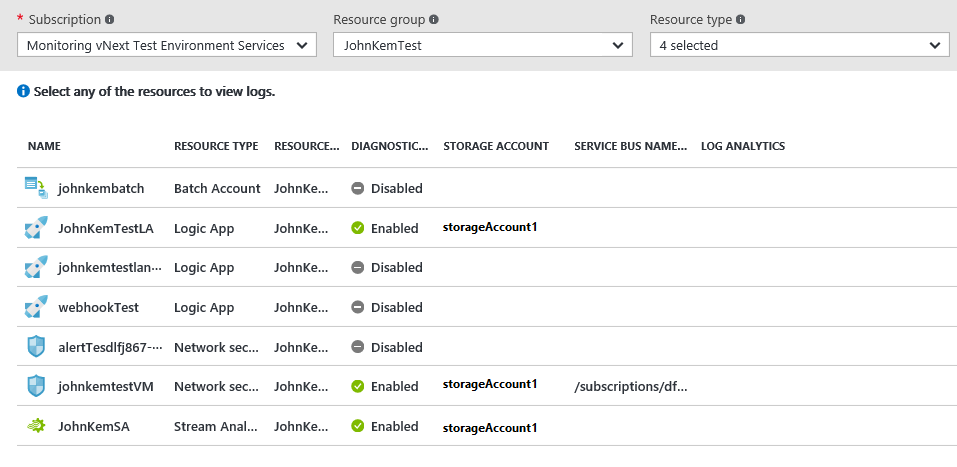 * Subscription Resource group Resource type
Monitoring vNext Test Environment Services JohnKemTest 4 selected
Select any of the resources to view logs.
NAME RESOURCE TYPE RESOURCE... DIAGNOSTIC... STORAGE ACCOUNT SERVICE BUS NAME... LOG ANALYTICS
johnkembatch Batch Account JohnKe... Disabled
JohnKemTestLA Logic App JohnKe... Enabled storageAccount1
johnkemtestlan... Logic App JohnKe... Disabled
webhookTest Logic App JohnKe... Disabled
alertTesdlfj867-... Network sec... JohnKe... Disabled
johnkemtestVM Network sec... JohnKe... Enabled storageAccount1 /subscriptions/df...
JohnKemSA Stream Anal... JohnKe... Enabled storageAccount1